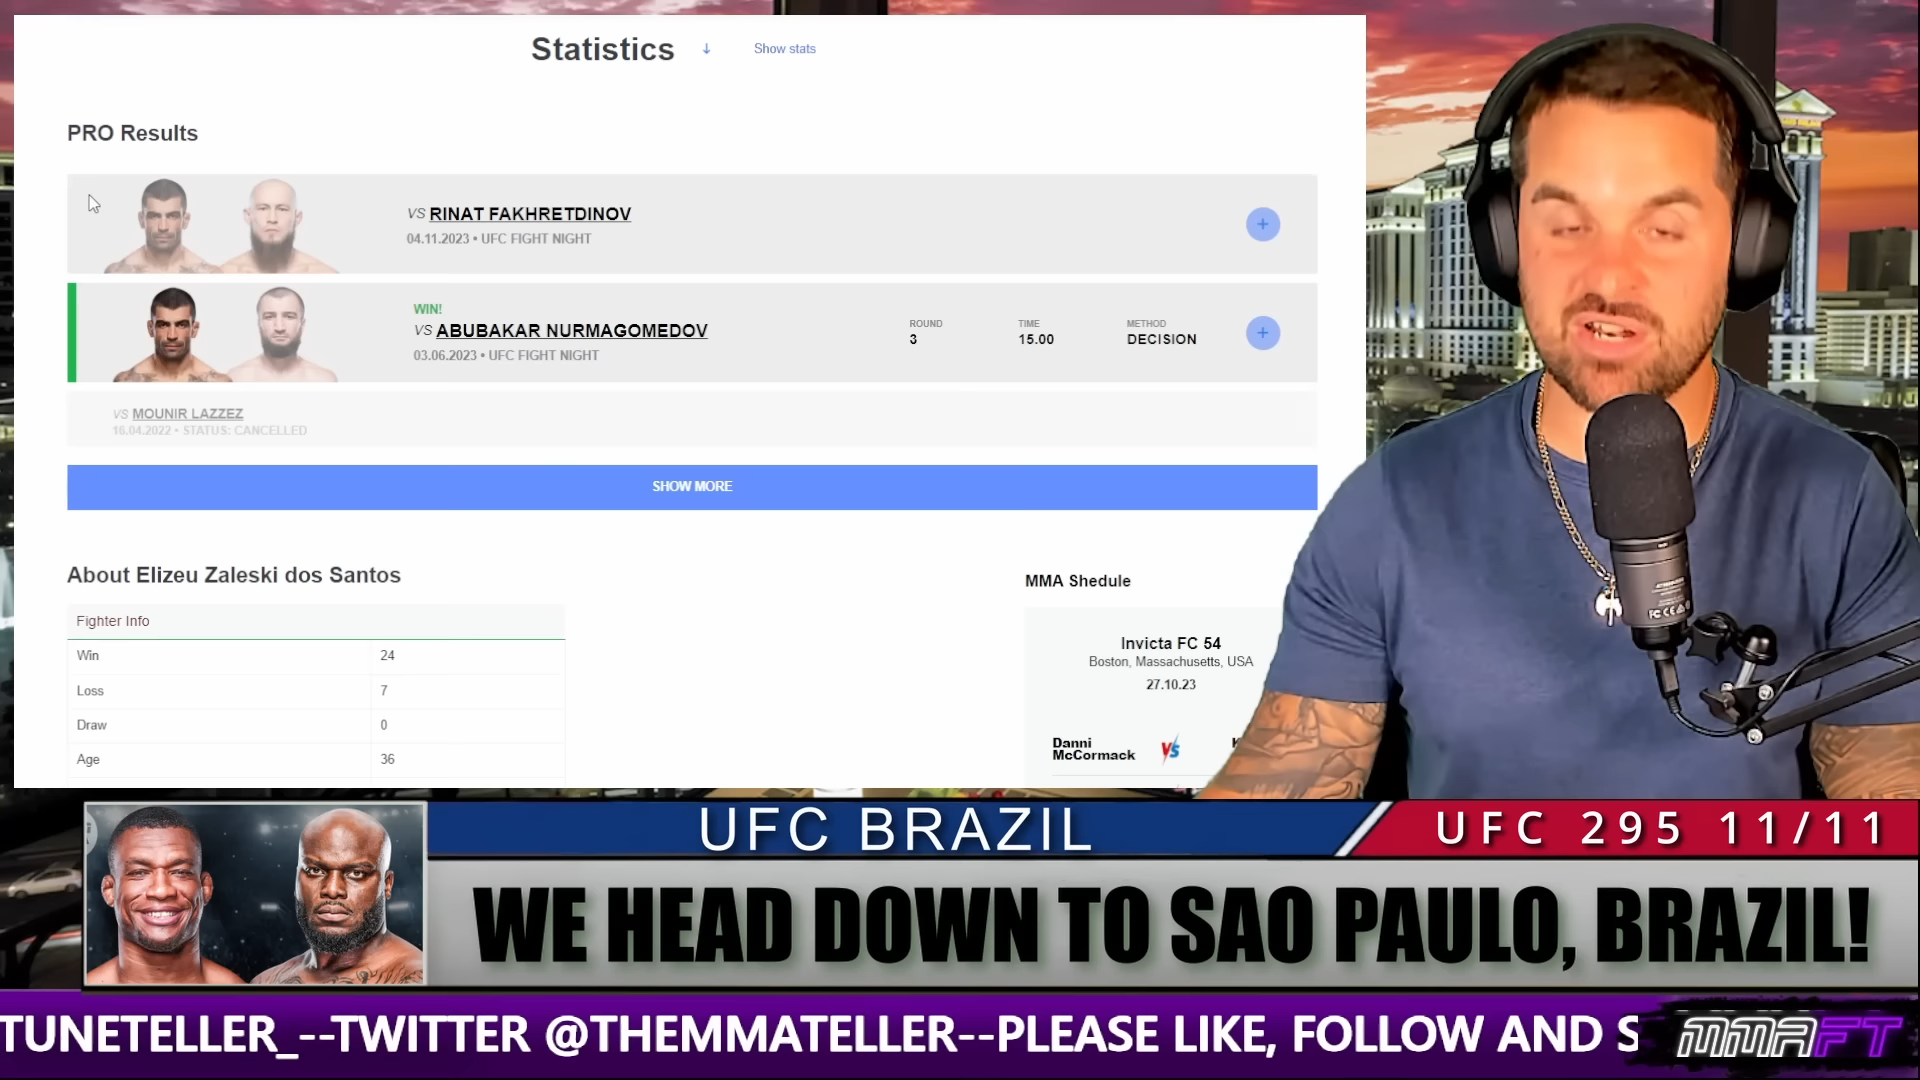 Statistics ↓ Show stats
PRO Results
VS RINAT FAKHRETDINOV
04.11.2023 • UFC FIGHT NIGHT
WIN!
VS ABUBAKAR NURMAGOMEDOV
03.06.2023 • UFC FIGHT NIGHT
ROUND
3
TIME
15.00
METHOD
DECISION
VS MOUNIR LAZZEZ
16.04.2022 • STATUS: CANCELLED
SHOW MORE
About Elizeu Zaleski dos Santos
Fighter Info
Win 24
Loss 7
Draw 0
Age 36
MMA Shedule
Invicta FC 54
Boston, Massachusetts, USA
27.10.23
Danni
McCormack
VS
UFC BRAZIL
UFC 295 11/11
WE HEAD DOWN TO SAO PAULO, BRAZIL!
TUNETELLER_--TWITTER @THEMMATELLER--PLEASE LIKE, FOLLOW AND S
MMAFT